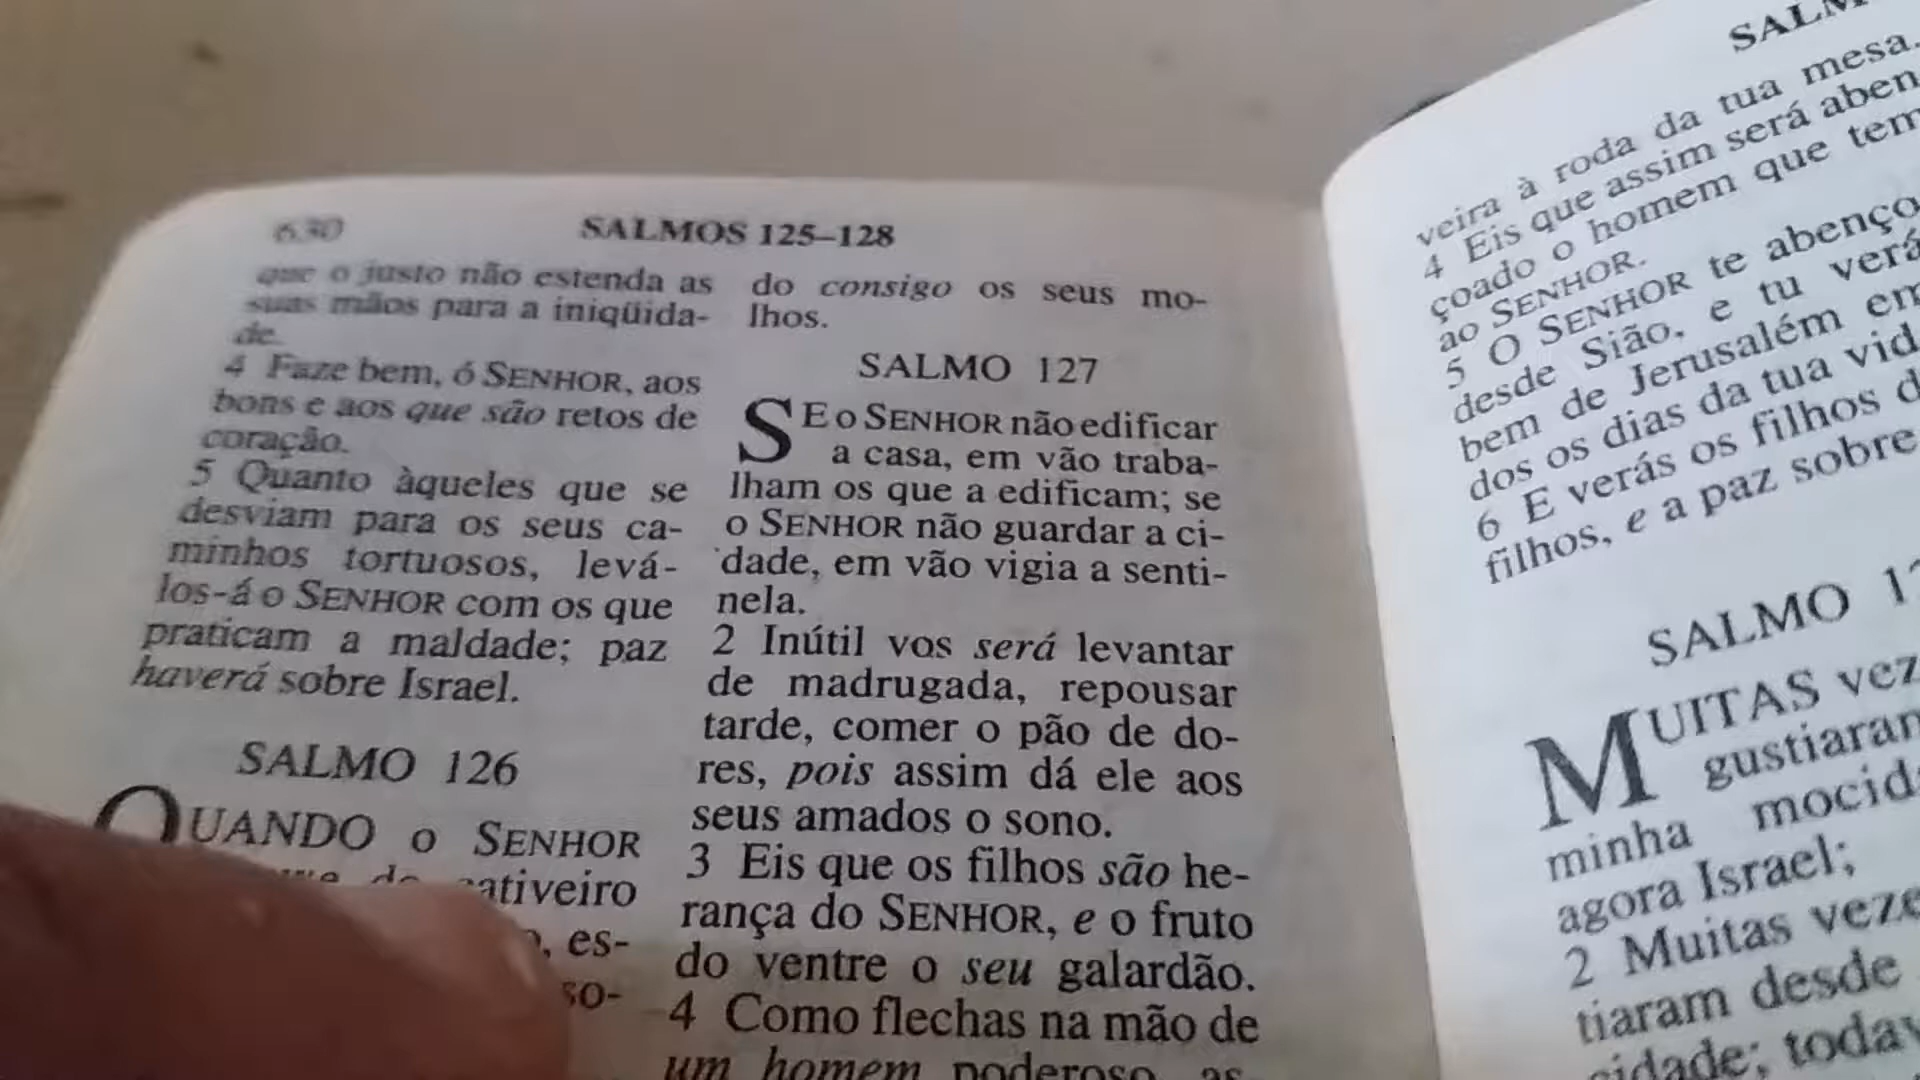 630
SALMOS 125–128
que o justo não estenda as
suas mãos para a iniqüida-
de.
4 Faze bem, ó SENHOR, aos
bons e aos que são retos de
coração.
5 Quanto àqueles que se
desviam para os seus ca-
minhos tortuosos, levá-
los-á o SENHOR com os que
praticam a maldade; paz
haverá sobre Israel.
SALMO 126
QUANDO o SENHOR
cativeiro
es-
so-
do consigo os seus mo-
lhos.
SALMO 127
SE o SENHOR não edificar
a casa, em vão traba-
lham os que a edificam; se
o SENHOR não guardar a ci-
dade, em vão vigia a senti-
nela.
2 Inútil vos será levantar
de madrugada, repousar
tarde, comer o pão de do-
res, pois assim dá ele aos
seus amados o sono.
3 Eis que os filhos são he-
rança do SENHOR, e o fruto
do ventre o seu galardão.
4 Como flechas na mão de
um homem poderoso, as-
SALM
veira à roda da tua mesa.
4 Eis que assim será aben
çoado o homem que tem
ao SENHOR.
5 O SENHOR te abenço
desde Sião, e tu verá
bem de Jerusalém em
dos os dias da tua vid
6 E verás os filhos d
filhos, e a paz sobre
SALMO 12
MUITAS vez
gustiaram
minha mocid
agora Israel;
2 Muitas veze
tiaram desde
cidade; todav